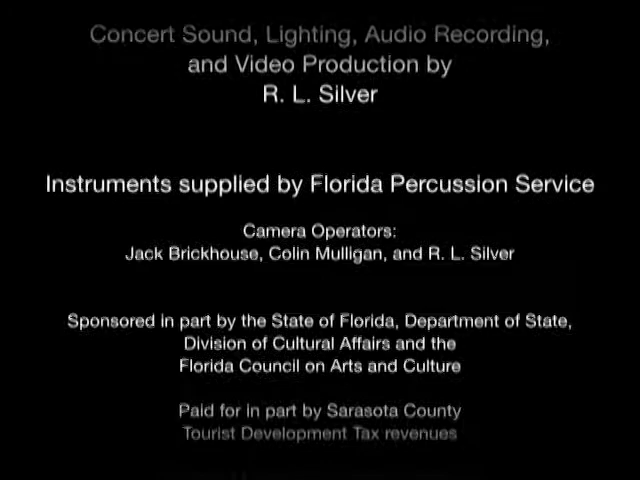 Concert Sound, Lighting, Audio Recording,
and Video Production by
R. L. Silver
Instruments supplied by Florida Percussion Service
Camera Operators:
Jack Brickhouse, Colin Mulligan, and R. L. Silver
Sponsored in part by the State of Florida, Department of State,
Division of Cultural Affairs and the
Florida Council on Arts and Culture
Paid for in part by Sarasota County
Tourist Development Tax revenues